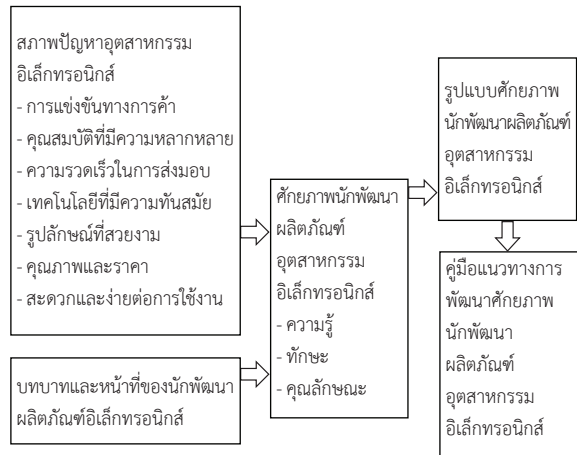 สภาพปัญหาอุตสาหกรรม
อิเล็กทรอนิกส์
- การแข่งขันทางการค้า
- คุณสมบัติที่มีความหลากหลาย
- ความรวดเร็วในการส่งมอบ
- เทคโนโลยีที่มีความทันสมัย
- รูปลักษณ์ที่สวยงาม
- คุณภาพและราคา
- สะดวกและง่ายต่อการใช้งาน
บทบาทและหน้าที่ของนักพัฒนา
ผลิตภัณฑ์อิเล็กทรอนิกส์
ศักยภาพนักพัฒนา
ผลิตภัณฑ์
อุตสาหกรรม
อิเล็กทรอนิกส์
- ความรู้
- ทักษะ
- คุณลักษณะ
รูปแบบศักยภาพ
นักพัฒนาผลิตภัณฑ์
อุตสาหกรรม
อิเล็กทรอนิกส์
คู่มือแนวทางการ
พัฒนาศักยภาพ
นักพัฒนา
ผลิตภัณฑ์
อุตสาหกรรม
อิเล็กทรอนิกส์